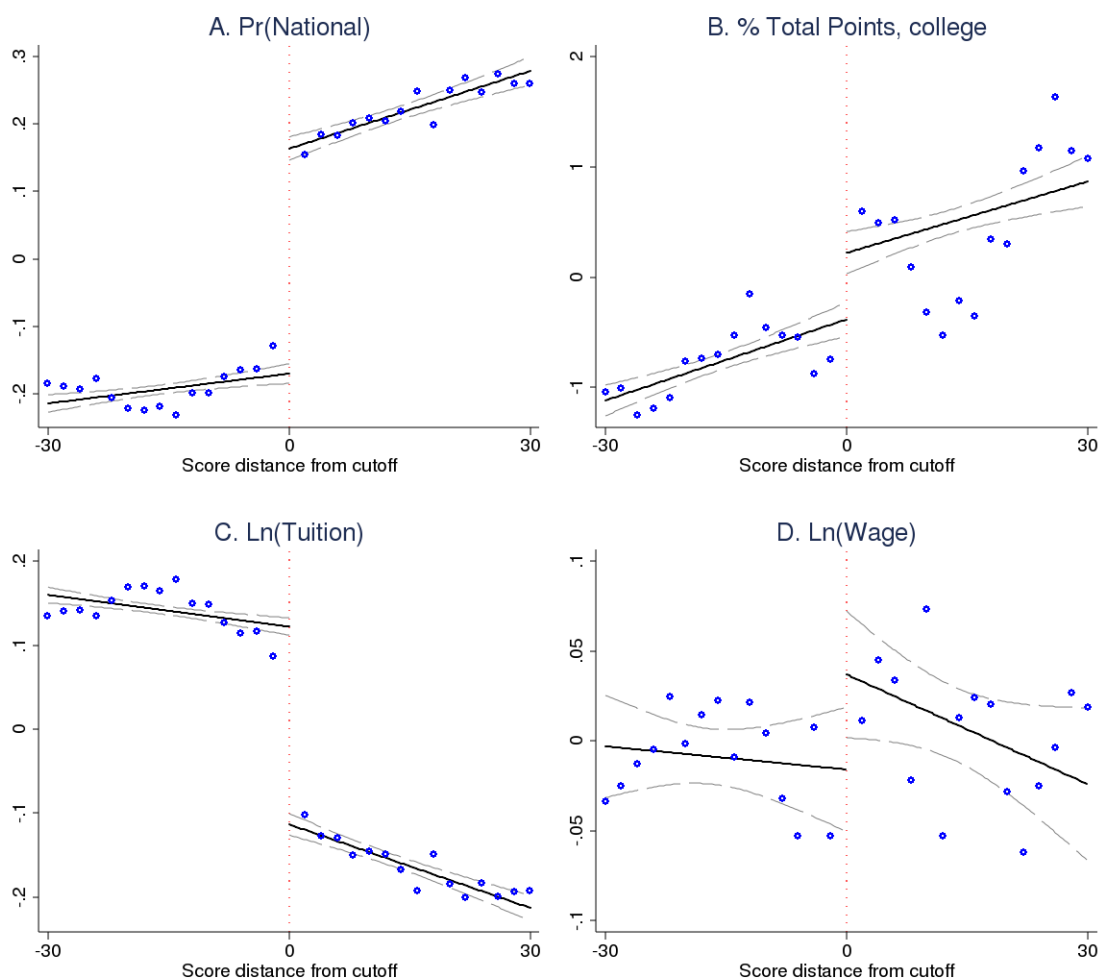 A. Pr(National)
.3
.2
.1
0
-.1
-.2
-30 0 30
Score distance from cutoff
B. % Total Points, college
2
1
0
-1
-30 0 30
Score distance from cutoff
C. Ln(Tuition)
.2
.1
0
-.1
-.2
-30 0 30
Score distance from cutoff
D. Ln(Wage)
.1
.05
0
-.05
-.1
-30 0 30
Score distance from cutoff